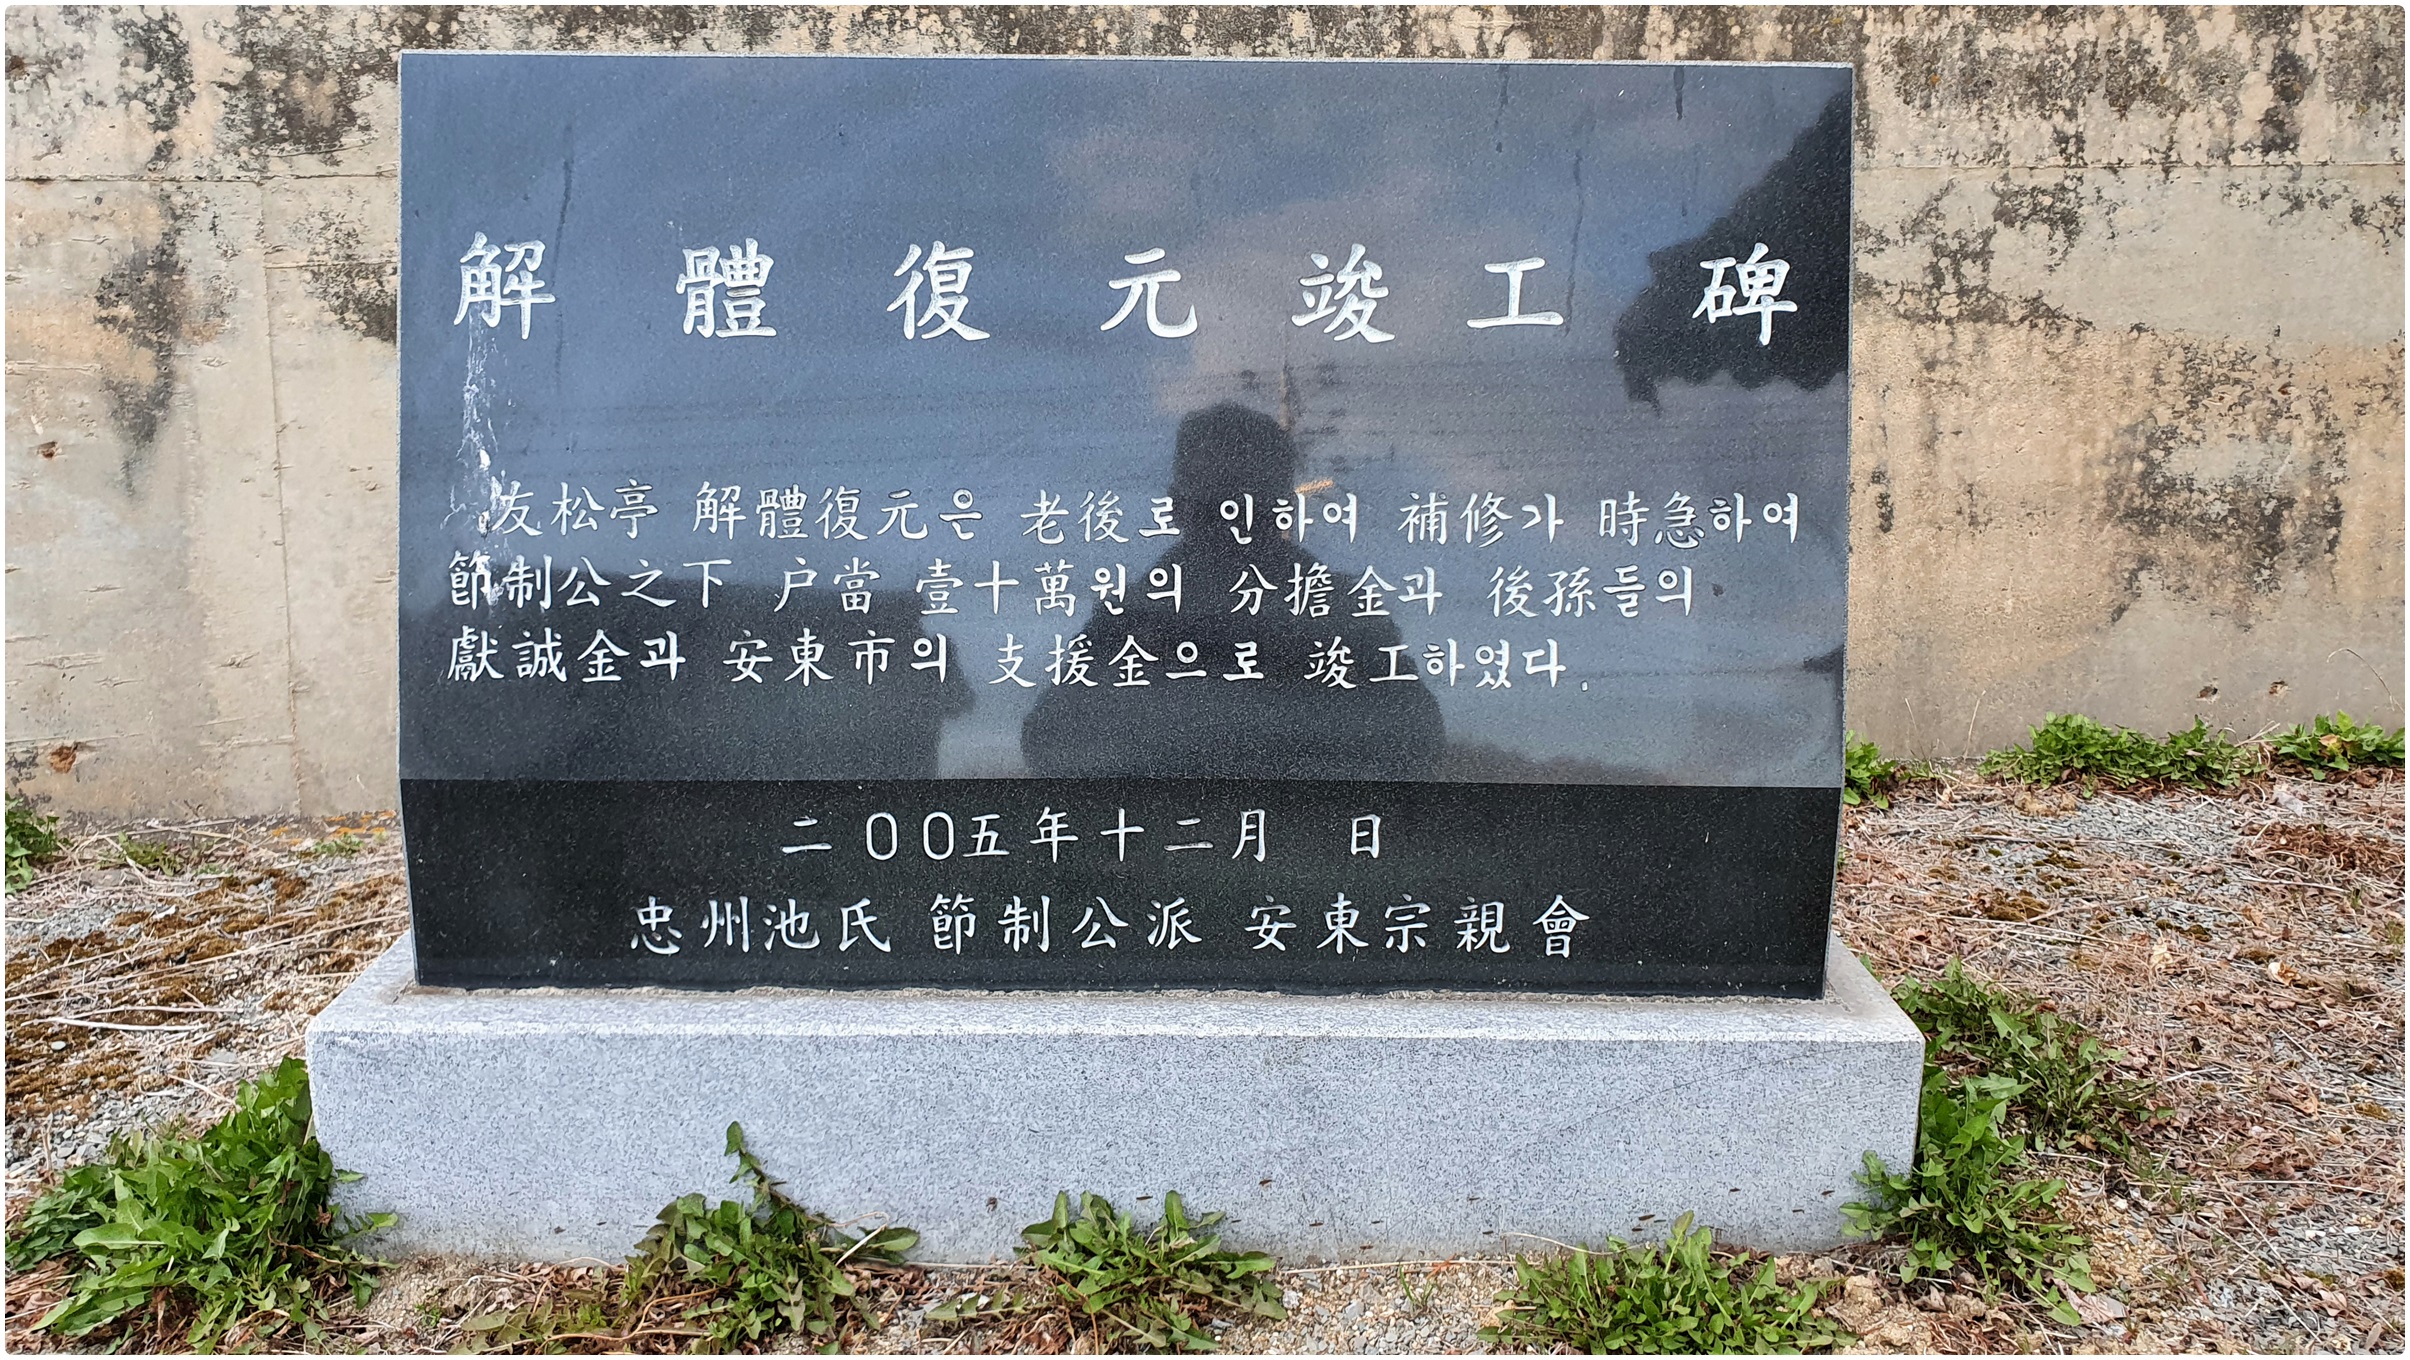 解體復元竣工碑
友松亭 解體復元은 老後로 인하여 補修가 時急하여
節制公之下 戶當 壹十萬원의 分擔金과 後孫들의
獻誠金과 安東市의 支援金으로 竣工하였다.
二00五年十二月 日
忠州池氏 節制公派 安東宗親會